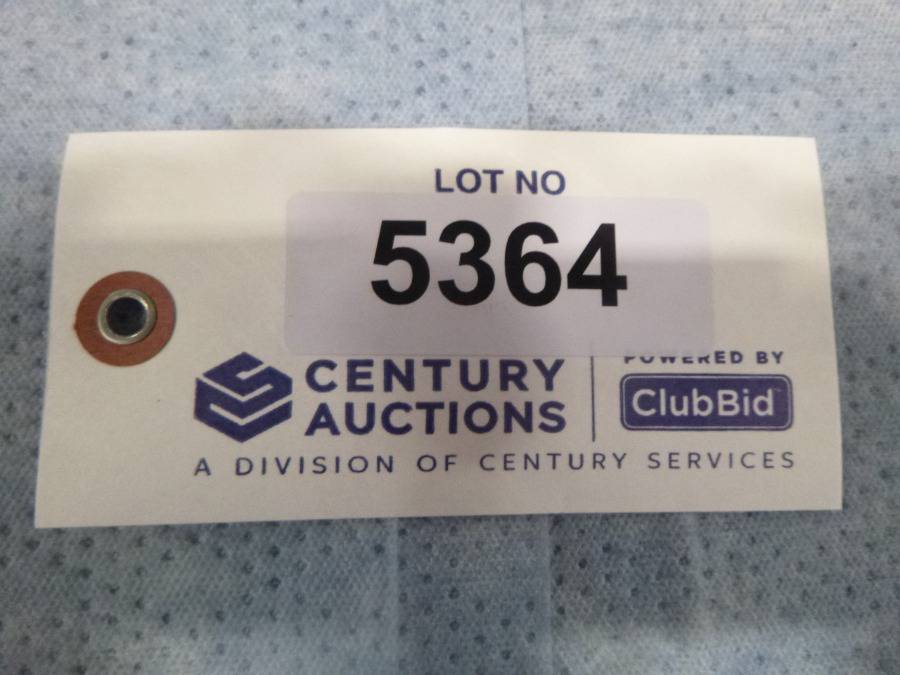 LOT NO
5364
CENTURY
AUCTIONS
POWERED BY
ClubBid
A DIVISION OF CENTURY SERVICES